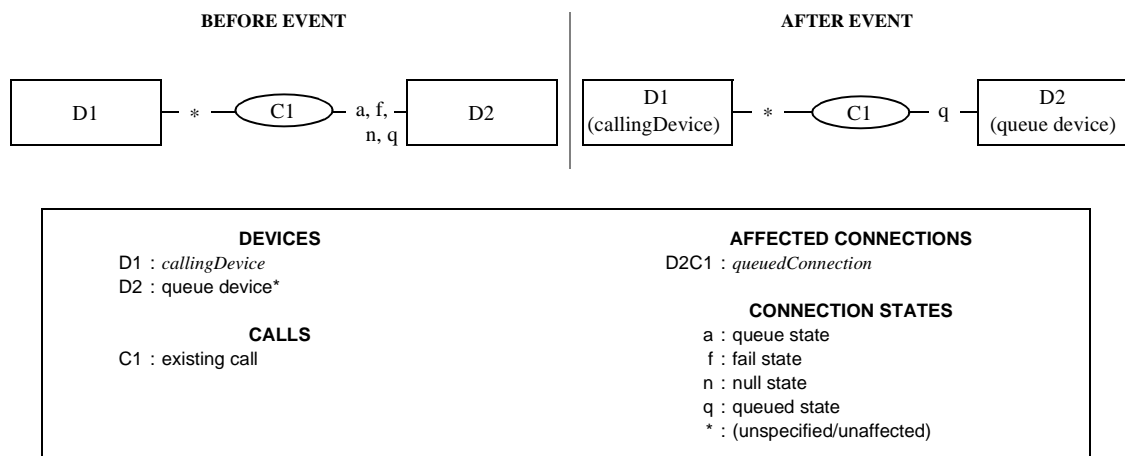 BEFORE EVENT
AFTER EVENT
D1 * C1 a, f, n, q D2
D1 (callingDevice) * C1 q D2 (queue device)
DEVICES
D1 : callingDevice
D2 : queue device*
CALLS
C1 : existing call
AFFECTED CONNECTIONS
D2C1 : queuedConnection
CONNECTION STATES
a : queue state
f : fail state
n : null state
q : queued state
* : (unspecified/unaffected)